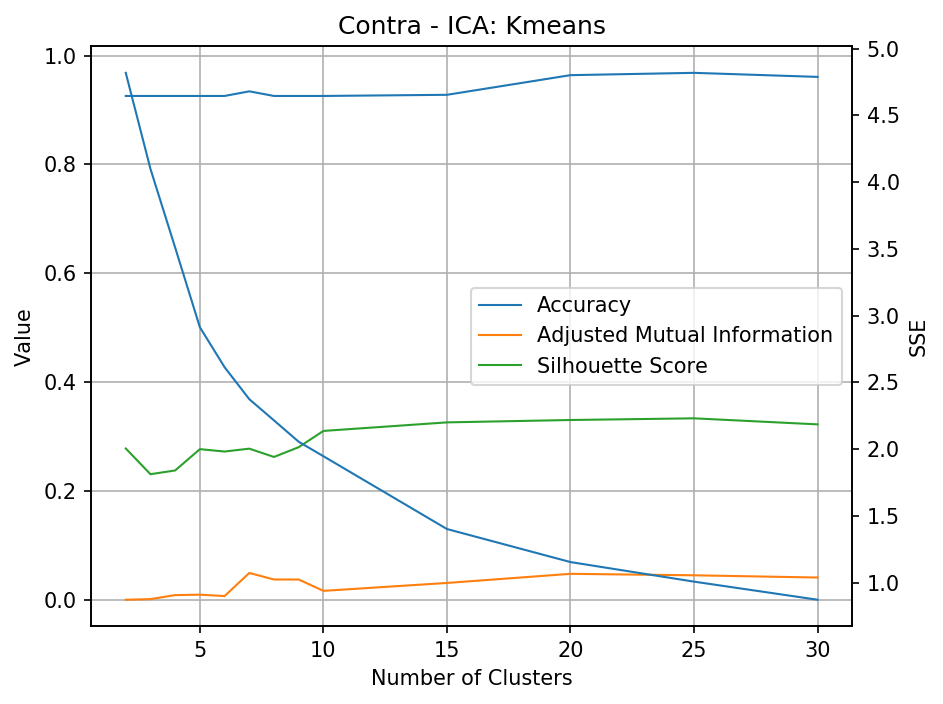 Contra - ICA: Kmeans
1.0
0.8
0.6
0.4
0.2
0.0
Value
5.0
4.5
4.0
3.5
3.0
2.5
2.0
1.5
1.0
SSE
Accuracy
Adjusted Mutual Information
Silhouette Score
5 10 15 20 25 30
Number of Clusters